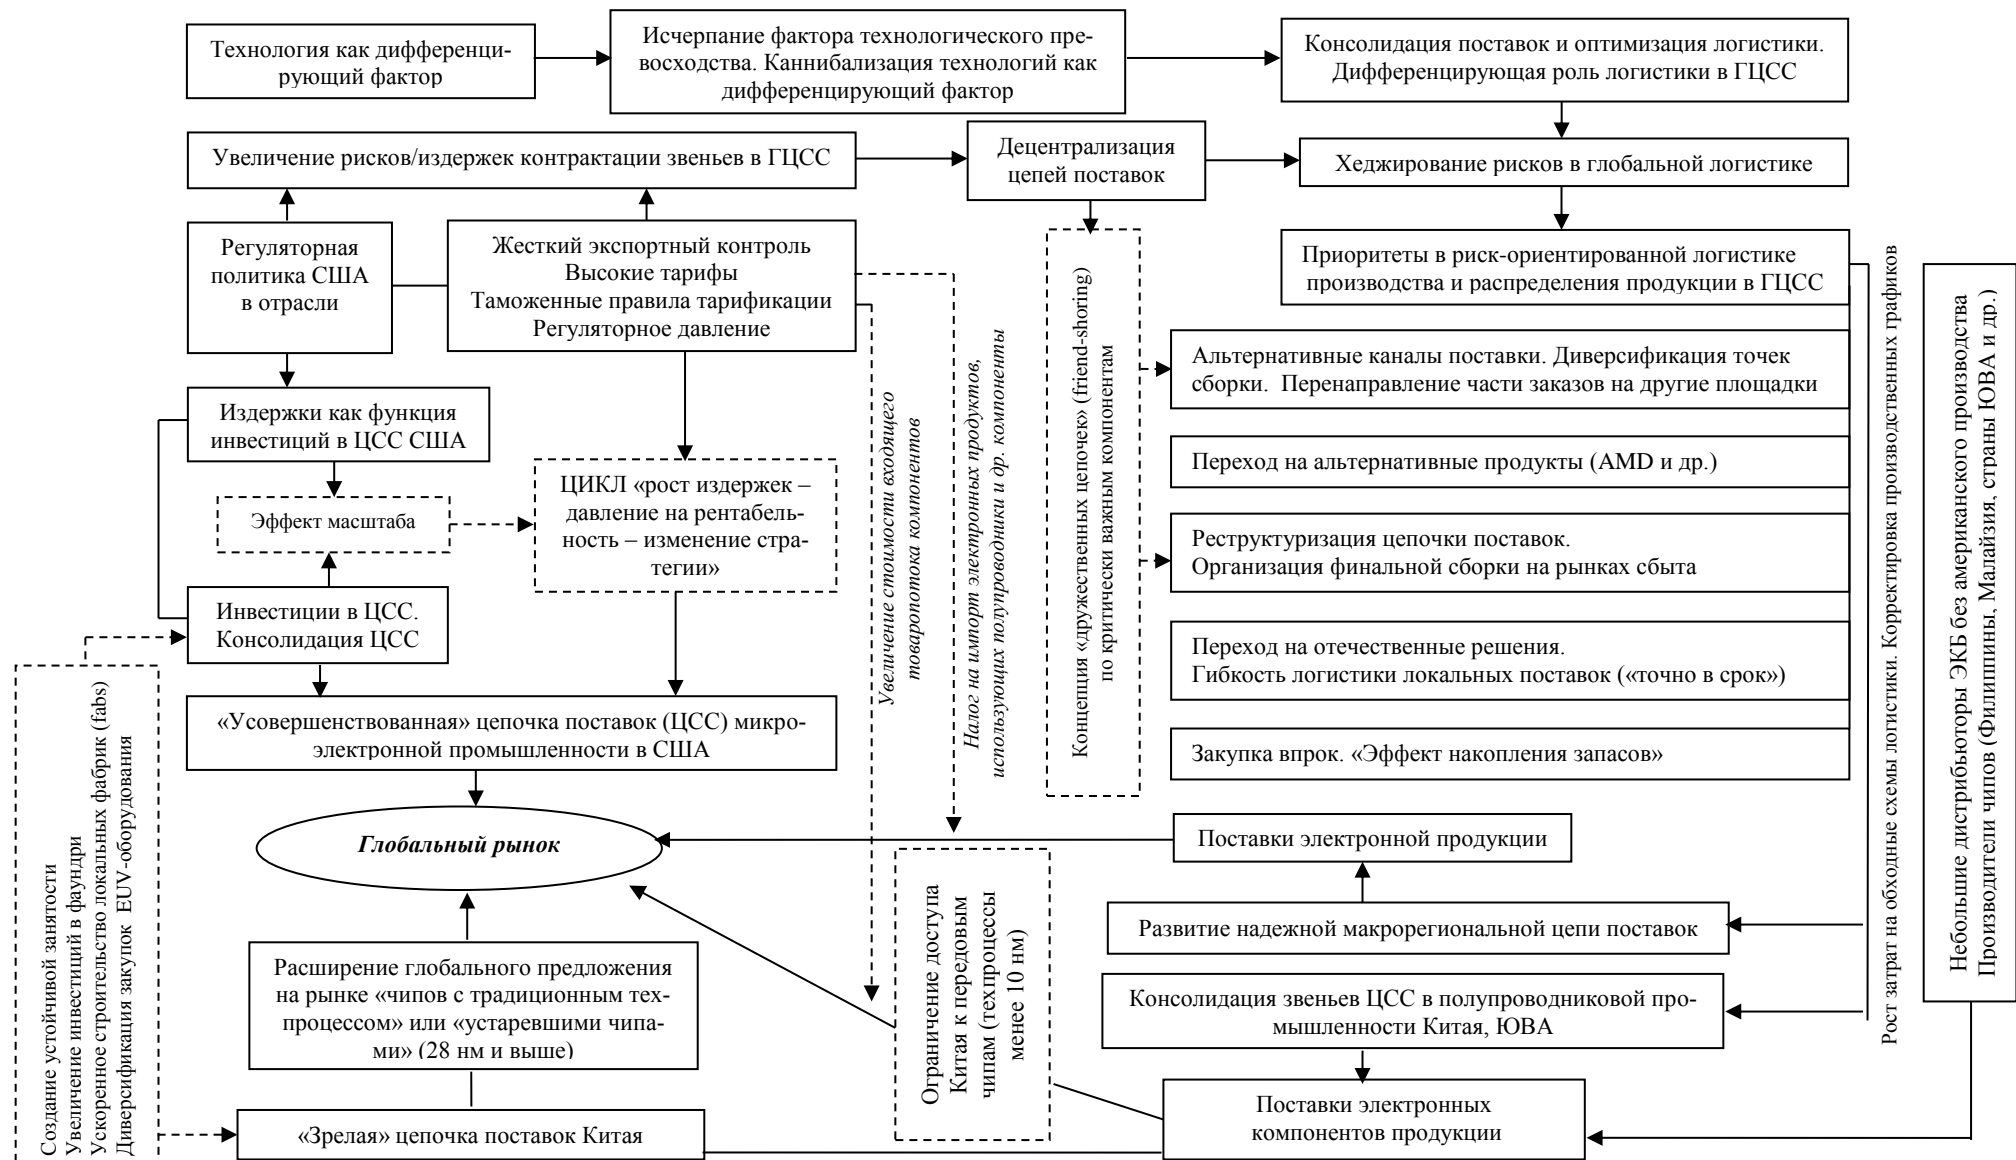 Технология как дифференци-
рующий фактор
Исчерпание фактора технологического пре-
восходства. Каннибализация технологий как
дифференцирующий фактор
Консолидация поставок и оптимизация логистики.
Дифференцирующая роль логистики в ГЦСС
Увеличение рисков/издержек контрактации звеньев в ГЦСС
Децентрализация
цепей поставок
Хеджирование рисков в глобальной логистике
Регуляторная
политика США
в отрасли
Жесткий экспортный контроль
Высокие тарифы
Таможенные правила тарификации
Регуляторное давление
Приоритеты в риск-ориентированной логистике
производства и распределения продукции в ГЦСС
Альтернативные каналы поставки. Диверсификация точек
сборки. Перенаправление части заказов на другие площадки
Издержки как функция
инвестиций в ЦСС США
Переход на альтернативные продукты (AMD и др.)
Эффект масштаба
ЦИКЛ «рост издержек –
давление на рентабель-
ность – изменение стра-
тегии»
Реструктуризация цепочки поставок.
Организация финальной сборки на рынках сбыта
Инвестиции в ЦСС.
Консолидация ЦСС
Переход на отечественные решения.
Гибкость логистики локальных поставок («точно в срок»)
«Усовершенствованная» цепочка поставок (ЦСС) микро-
электронной промышленности в США
Закупка впрок. «Эффект накопления запасов»
Увеличение стоимости входящего
товаропотока компонентов
Налог на импорт электронных продуктов,
использующих полупроводники и др. компоненты
Концепция «дружественных цепочек» (friend-shoring)
по критически важным компонентам
Рост затрат на обходные схемы логистики. Корректировка производственных графиков
Небольшие дистрибьюторы ЭКБ без американского производства
Производители чипов (Филиппины, Малайзия, страны ЮВА и др.)
Глобальный рынок
Поставки электронной продукции
Развитие надежной макрорегиональной цепи поставок
Расширение глобального предложения
на рынке «чипов с традиционным тех-
процессом» или «устаревшими чипа-
ми» (28 нм и выше)
Ограничение доступа
Китая к передовым
чипам (техпроцессы
менее 10 нм)
Консолидация звеньев ЦСС в полупроводниковой про-
мышленности Китая, ЮВА
Создание устойчивой занятости
Увеличение инвестиций в фаундри
Ускоренное строительство локальных фабрик (fabs)
Диверсификация закупок EUV-оборудования
«Зрелая» цепочка поставок Китая
Поставки электронных
компонентов продукции